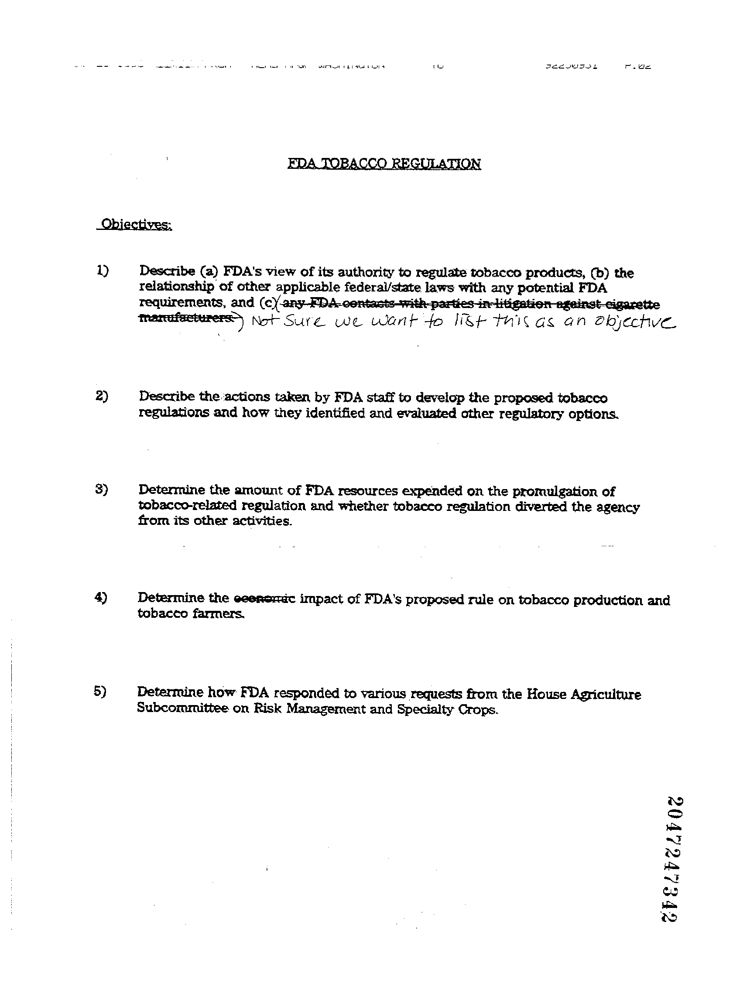 WASHINGTON TO 92250931 P.02
FDA TOBACCO REGULATION
Objectives:
1) Describe (a) FDA's view of its authority to regulate tobacco products, (b) the
relationship of other applicable federal/state laws with any potential FDA
requirements, and (c)(any FDA contacts with parties in litigation against cigarette
manufacturers.) Not Sure we want to list this as an objective
2) Describe the actions taken by FDA staff to develop the proposed tobacco
regulations and how they identified and evaluated other regulatory options.
3) Determine the amount of FDA resources expended on the promulgation of
tobacco-related regulation and whether tobacco regulation diverted the agency
from its other activities.
4) Determine the economic impact of FDA's proposed rule on tobacco production and
tobacco farmers.
5) Determine how FDA responded to various requests from the House Agriculture
Subcommittee on Risk Management and Specialty Crops.
2047247342